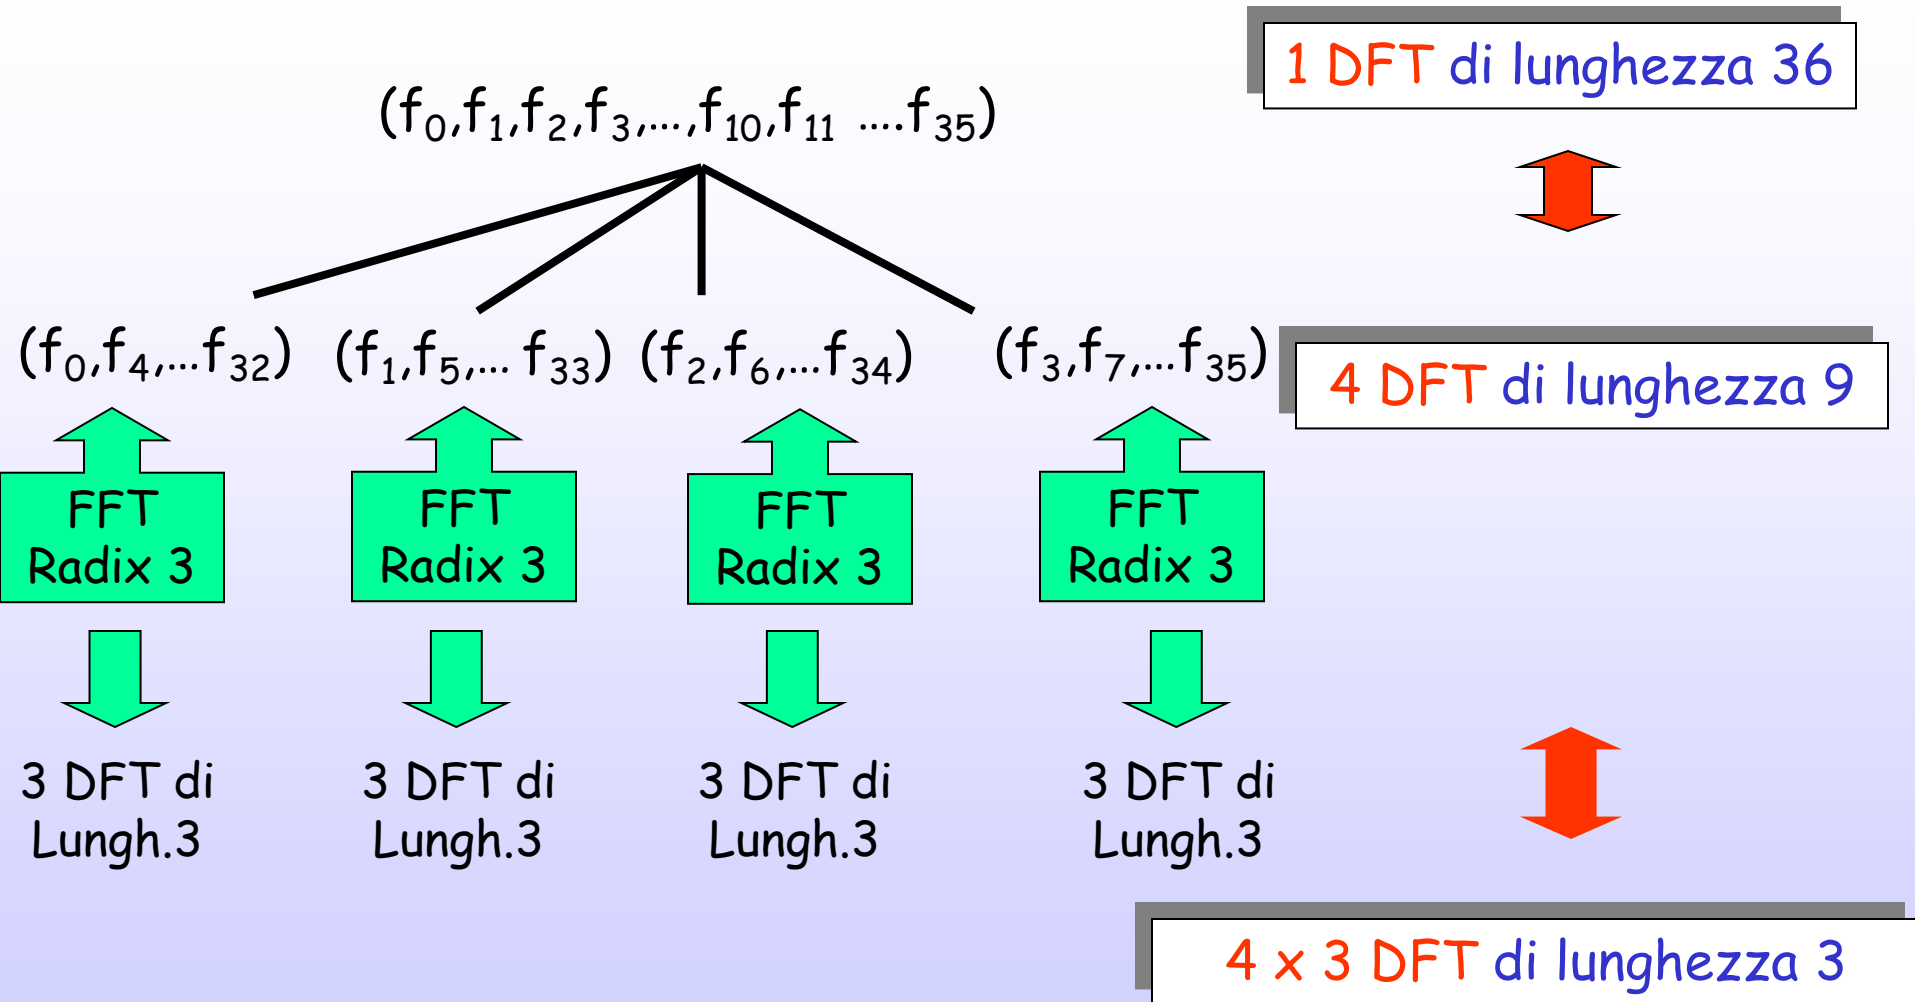 1 DFT di lunghezza 36
(f₀,f₁,f₂,f₃,...,f₁₀,f₁₁ ....f₃₅)
(f₀,f₄,...f₃₂) (f₁,f₅,... f₃₃) (f₂,f₆,...f₃₄) (f₃,f₇,...f₃₅)
4 DFT di lunghezza 9
FFT
Radix 3
FFT
Radix 3
FFT
Radix 3
FFT
Radix 3
3 DFT di
Lungh.3
3 DFT di
Lungh.3
3 DFT di
Lungh.3
3 DFT di
Lungh.3
4 x 3 DFT di lunghezza 3